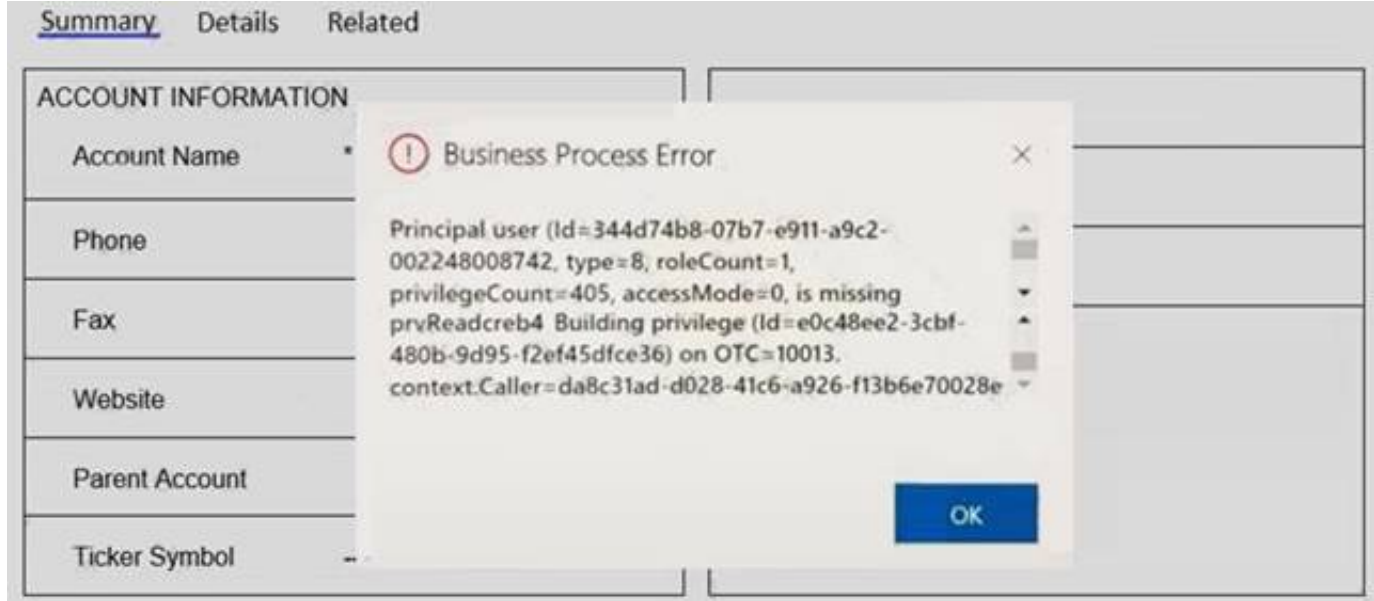 Summary Details Related
ACCOUNT INFORMATION
Account Name *
Phone
Fax
Website
Parent Account
Ticker Symbol --
Business Process Error
Principal user (Id=344d74b8-07b7-e911-a9c2-
002248008742, type=8, roleCount=1,
privilegeCount=405, accessMode=0, is missing
prvReadcreb4 Building privilege (Id=e0c48ee2-3cbf-
480b-9d95-f2ef45dfce36) on OTC=10013.
context.Caller=da8c31ad-d028-41c6-a926-f13b6e70028e
OK